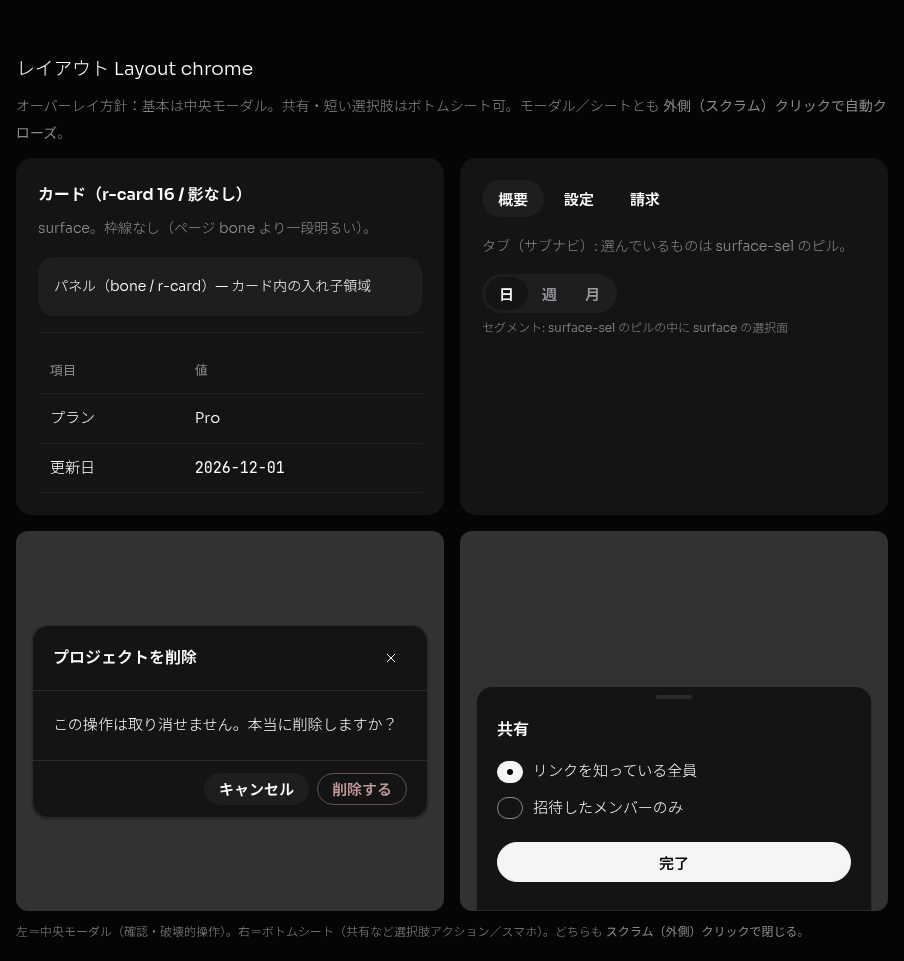 レイアウト Layout chrome
オーバーレイ方針：基本は中央モーダル。共有・短い選択肢はボトムシート可。モーダル／シートとも 外側（スクラム）クリックで自動ク
ローズ。
カード（r-card 16 / 影なし）
surface。枠線なし（ページ bone より一段明るい）。
パネル（bone / r-card）— カード内の入れ子領域
項目 値
プラン Pro
更新日 2026-12-01
概要 設定 請求
タブ（サブナビ）: 選んでいるものは surface-sel のピル。
日 週 月
セグメント: surface-sel のピルの中に surface の選択面
プロジェクトを削除
この操作は取り消せません。本当に削除しますか？
キャンセル 削除する
共有
リンクを知っている全員
招待したメンバーのみ
完了
左＝中央モーダル（確認・破壊的操作）。右＝ボトムシート（共有など選択肢アクション／スマホ）。どちらも スクラム（外側）クリックで閉じる。